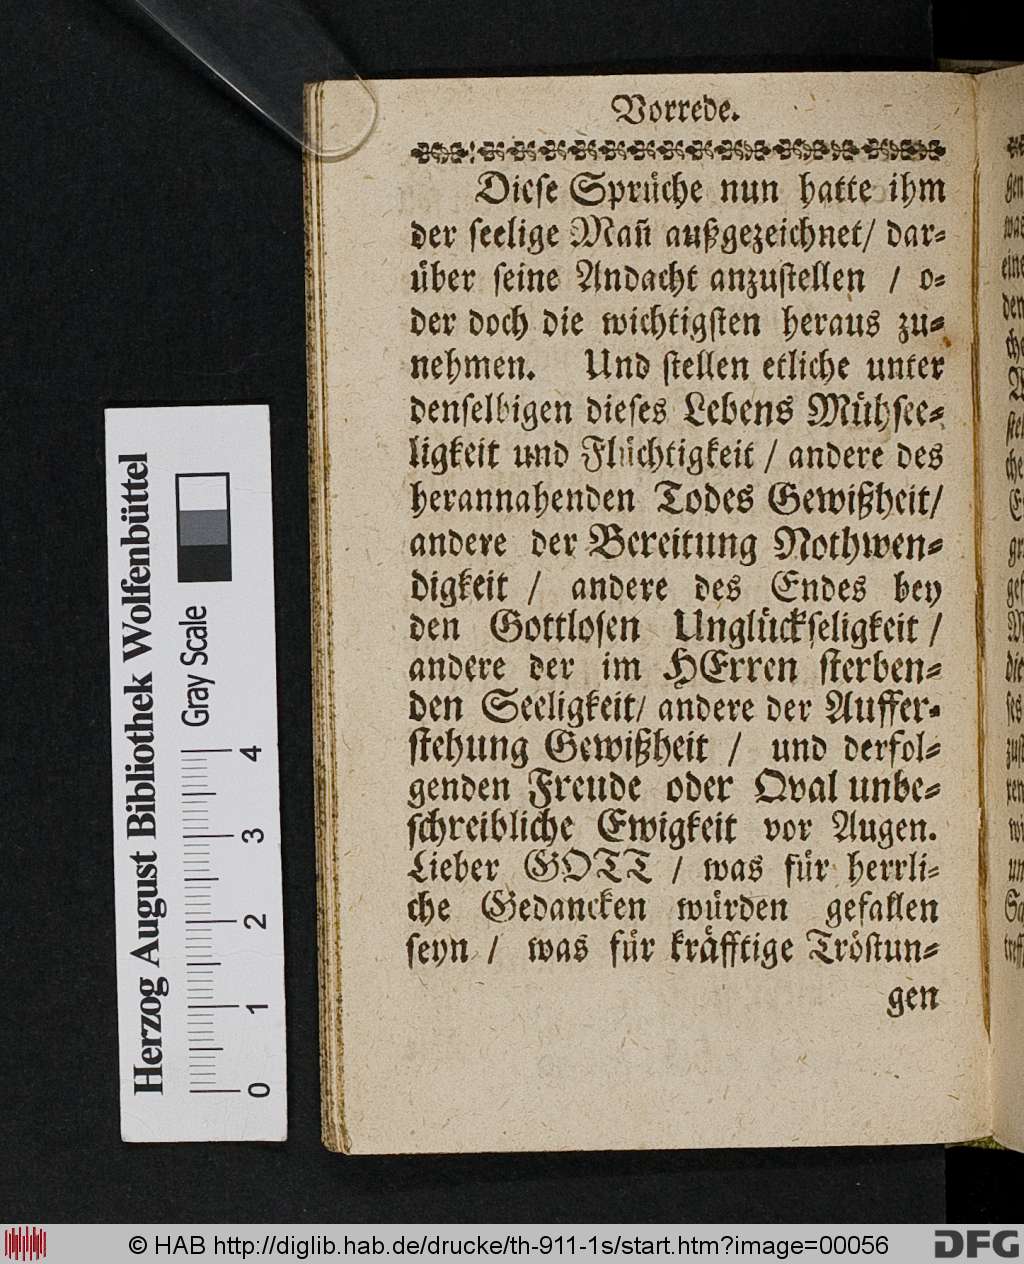 Vorrede.
Diese Sprüche nun hatte ihm
der seelige Mañ außgezeichnet/ dar-
über seine Andacht anzustellen / o-
der doch die wichtigsten heraus zu-
nehmen. Und stellen etliche unter
denselbigen dieses Lebens Mühsee-
ligkeit und Flüchtigkeit / andere des
herannahenden Todes Gewißheit/
andere der Bereitung Nothwen-
digkeit / andere des Endes bey
den Gottlosen Unglückseligkeit /
andere der im HErren sterben-
den Seeligkeit/ andere der Auffer-
stehung Gewißheit / und derfol-
genden Freude oder Qval unbe-
schreibliche Ewigkeit vor Augen.
Lieber GOTT / was für herrli-
che Gedancken würden gefallen
seyn / was für kräfftige Tröstun-
gen
Herzog August Bibliothek Wolfenbüttel
Gray Scale
0 1 2 3 4
© HAB http://diglib.hab.de/drucke/th-911-1s/start.htm?image=00056
DFG